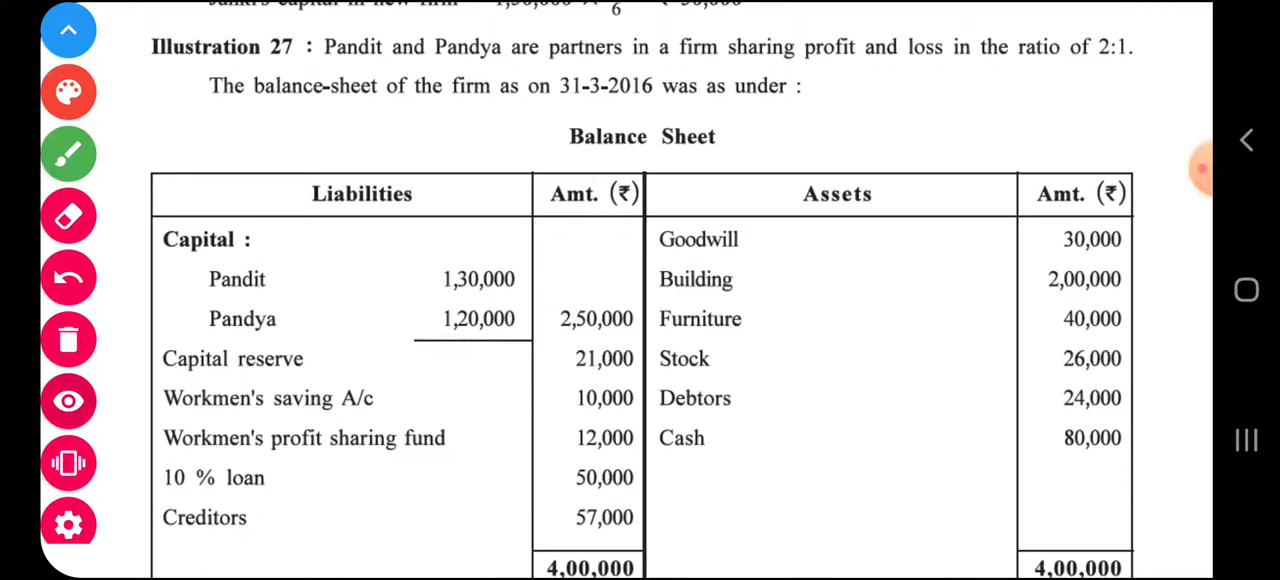 Illustration 27 : Pandit and Pandya are partners in a firm sharing profit and loss in the ratio of 2:1.
The balance-sheet of the firm as on 31-3-2016 was as under :
Balance Sheet
Liabilities Amt. (₹) Assets Amt. (₹)
Capital : Goodwill 30,000
Pandit 1,30,000 Building 2,00,000
Pandya 1,20,000 2,50,000 Furniture 40,000
Capital reserve 21,000 Stock 26,000
Workmen's saving A/c 10,000 Debtors 24,000
Workmen's profit sharing fund 12,000 Cash 80,000
10 % loan 50,000
Creditors 57,000
4,00,000 4,00,000